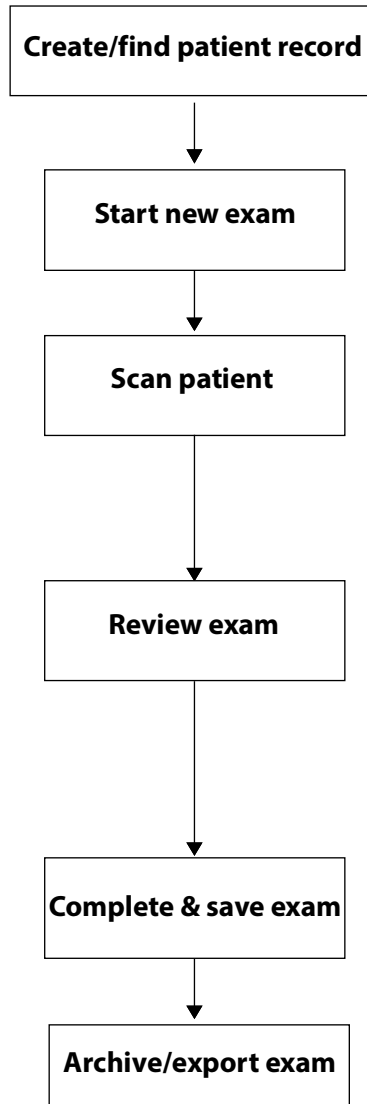 Create/find patient record
Start new exam
Scan patient
Review exam
Complete & save exam
Archive/export exam